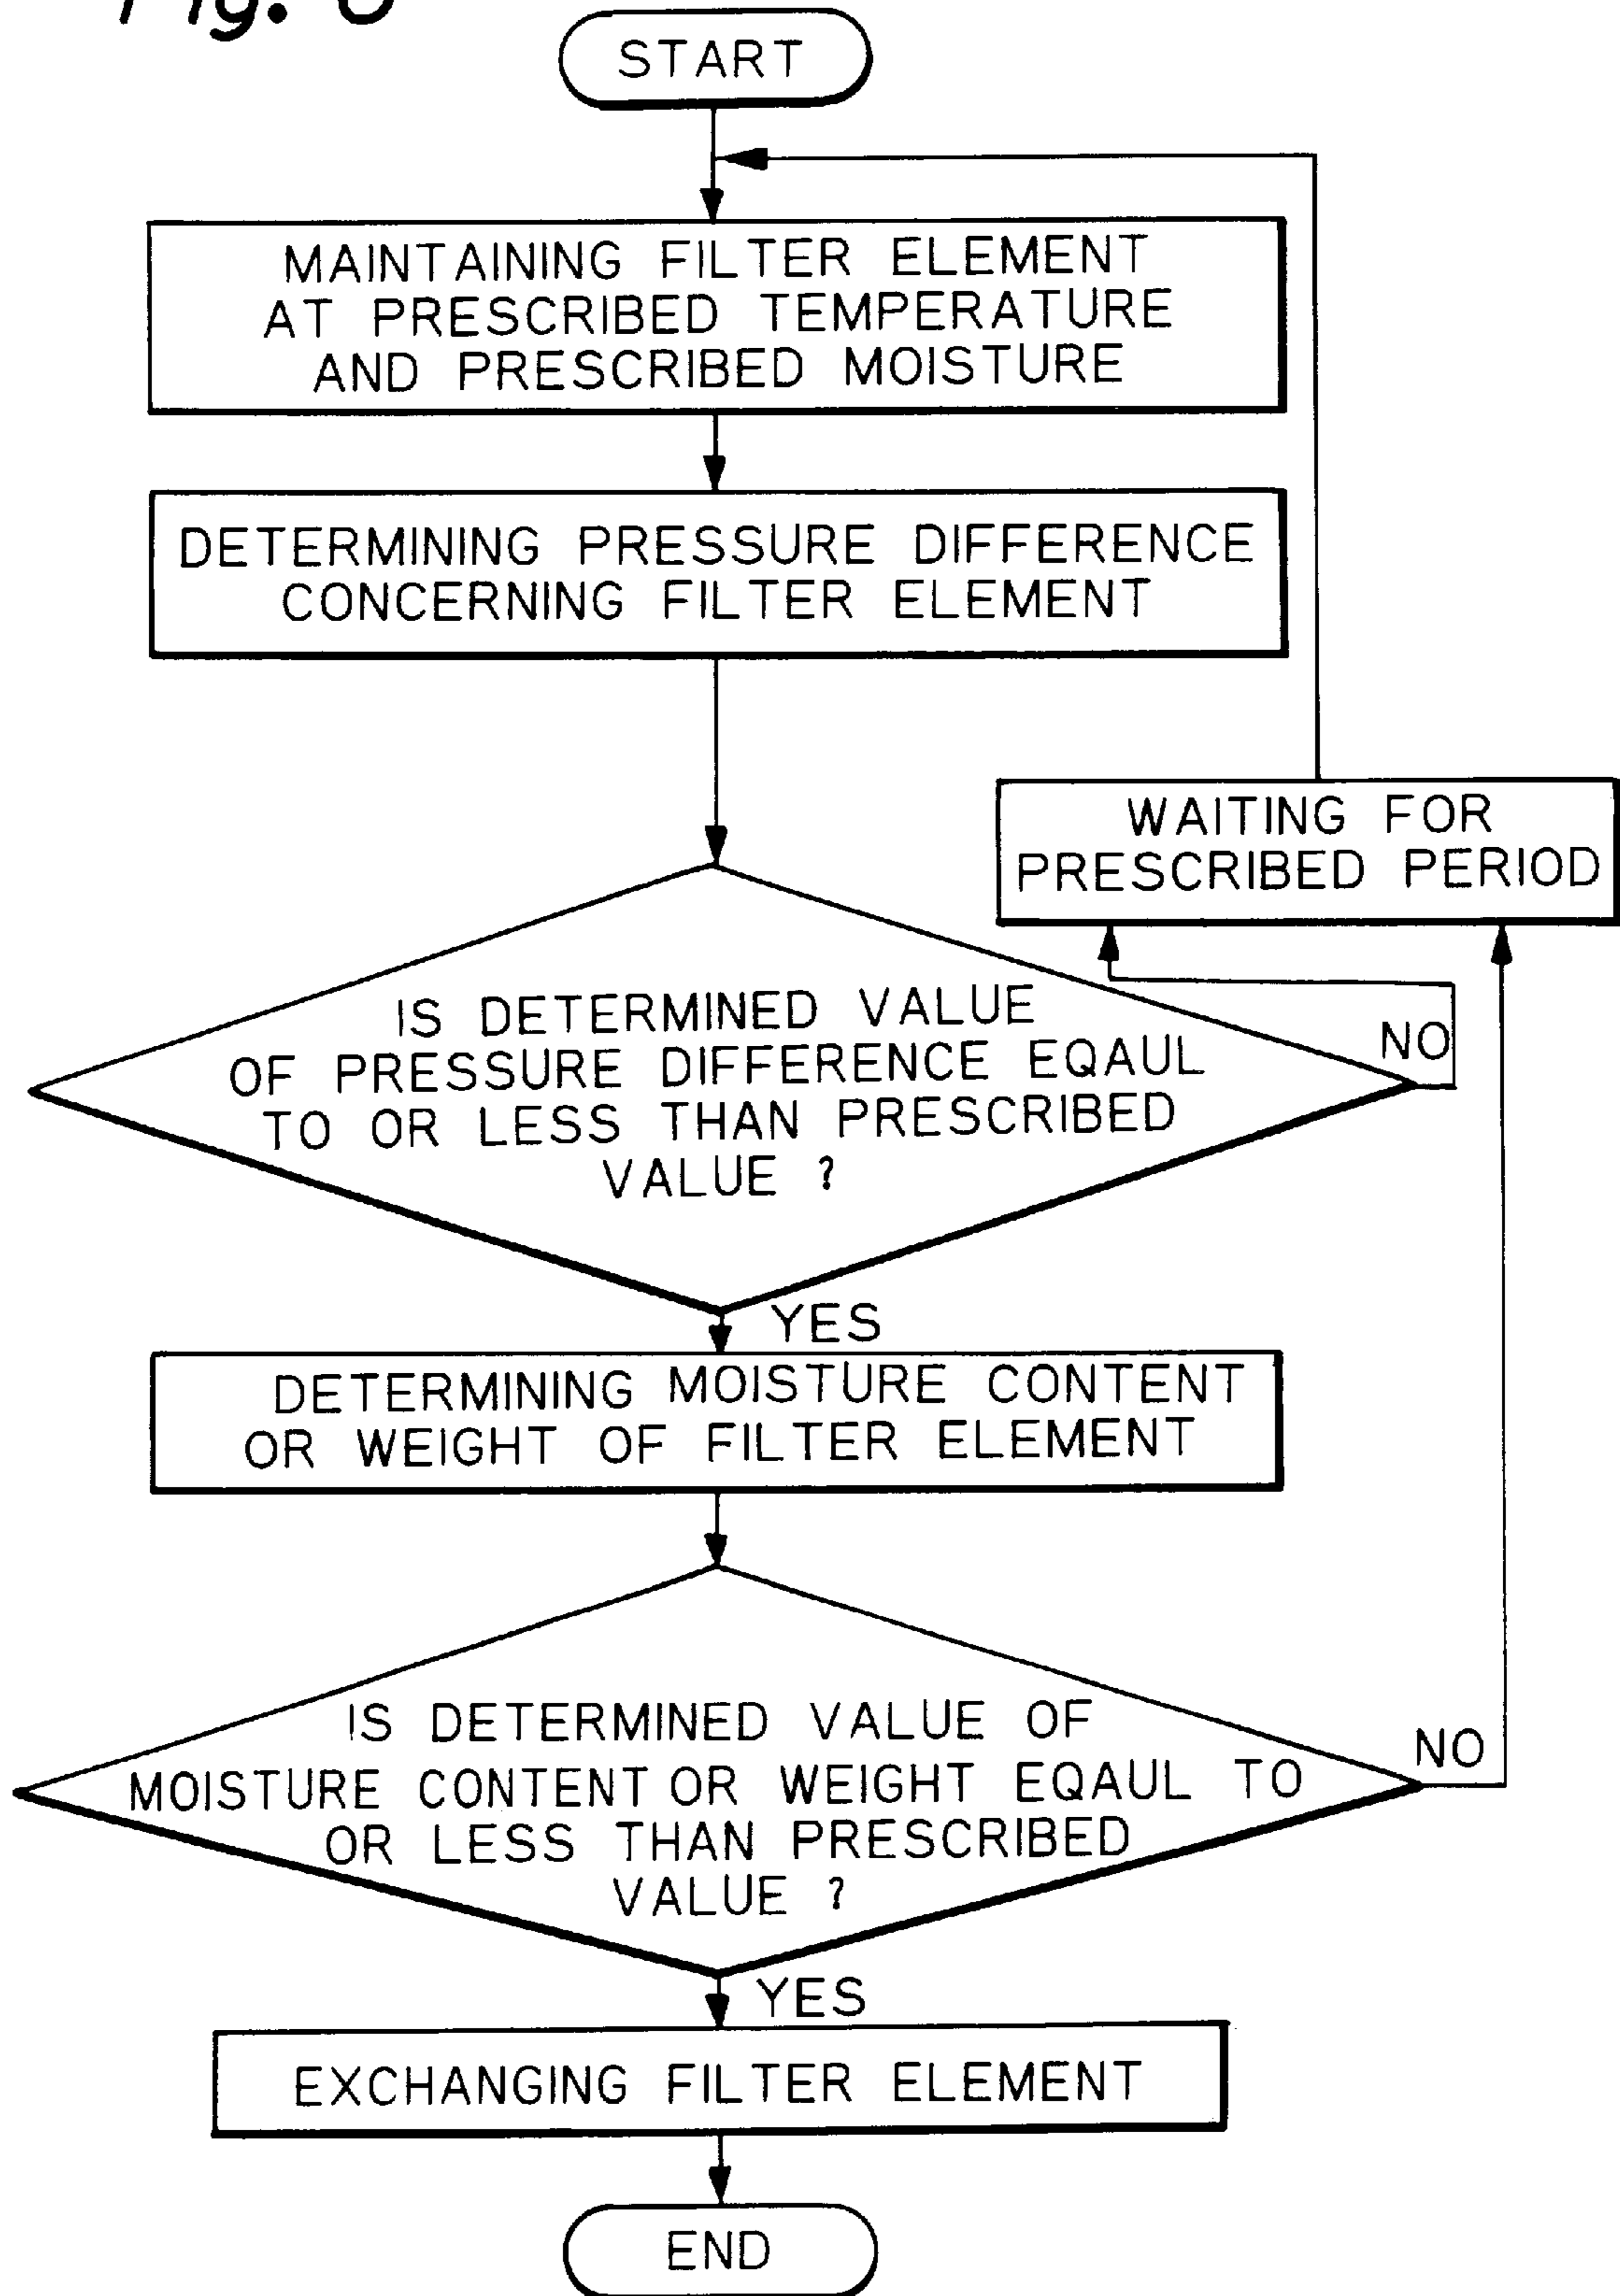 START
MAINTAINING FILTER ELEMENT
AT PRESCRIBED TEMPERATURE
AND PRESCRIBED MOISTURE
DETERMINING PRESSURE DIFFERENCE
CONCERNING FILTER ELEMENT
WAITING FOR
PRESCRIBED PERIOD
IS DETERMINED VALUE
OF PRESSURE DIFFERENCE EQAUL
TO OR LESS THAN PRESCRIBED
VALUE ?
NO
YES
DETERMINING MOISTURE CONTENT
OR WEIGHT OF FILTER ELEMENT
IS DETERMINED VALUE OF
MOISTURE CONTENT OR WEIGHT EQAUL TO
OR LESS THAN PRESCRIBED
VALUE ?
NO
YES
EXCHANGING FILTER ELEMENT
END